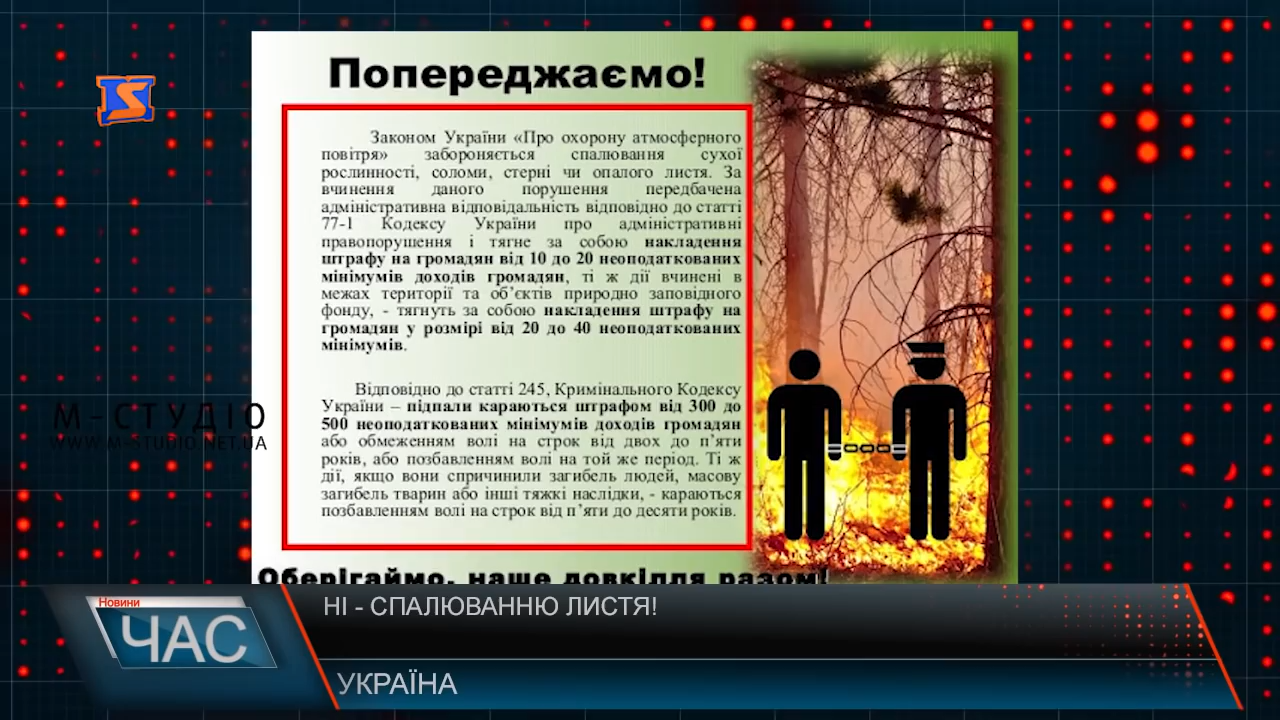 Попереджаємо!
Законом України «Про охорону атмосферного
повітря» забороняється спалювання сухої
рослинності, соломи, стерні чи опалого листя. За
вчинення даного порушення передбачена
адміністративна відповідальність відповідно до статті
77-1 Кодексу України про адміністративні
правопорушення і тягне за собою накладення
штрафу на громадян від 10 до 20 неоподаткованих
мінімумів доходів громадян, ті ж дії вчинені в
межах території та об’єктів природно заповідного
фонду, - тягнуть за собою накладення штрафу на
громадян у розмірі від 20 до 40 неоподаткованих
мінімумів.
Відповідно до статті 245, Кримінального Кодексу
України – підпали караються штрафом від 300 до
500 неоподаткованих мінімумів доходів громадян
або обмеженням волі на строк від двох до п’яти
років, або позбавленням волі на той же період. Ті ж
дії, якщо вони спричинили загибель людей, масову
загибель тварин або інші тяжкі наслідки, - караються
позбавленням волі на строк від п’яти до десяти років.
Оберігаймо, наше довкілля разом!
М-СТУДІО
WWW.M-STUDIO.NET.UA
Новини
ЧАС
НІ - СПАЛЮВАННЮ ЛИСТЯ!
УКРАЇНА